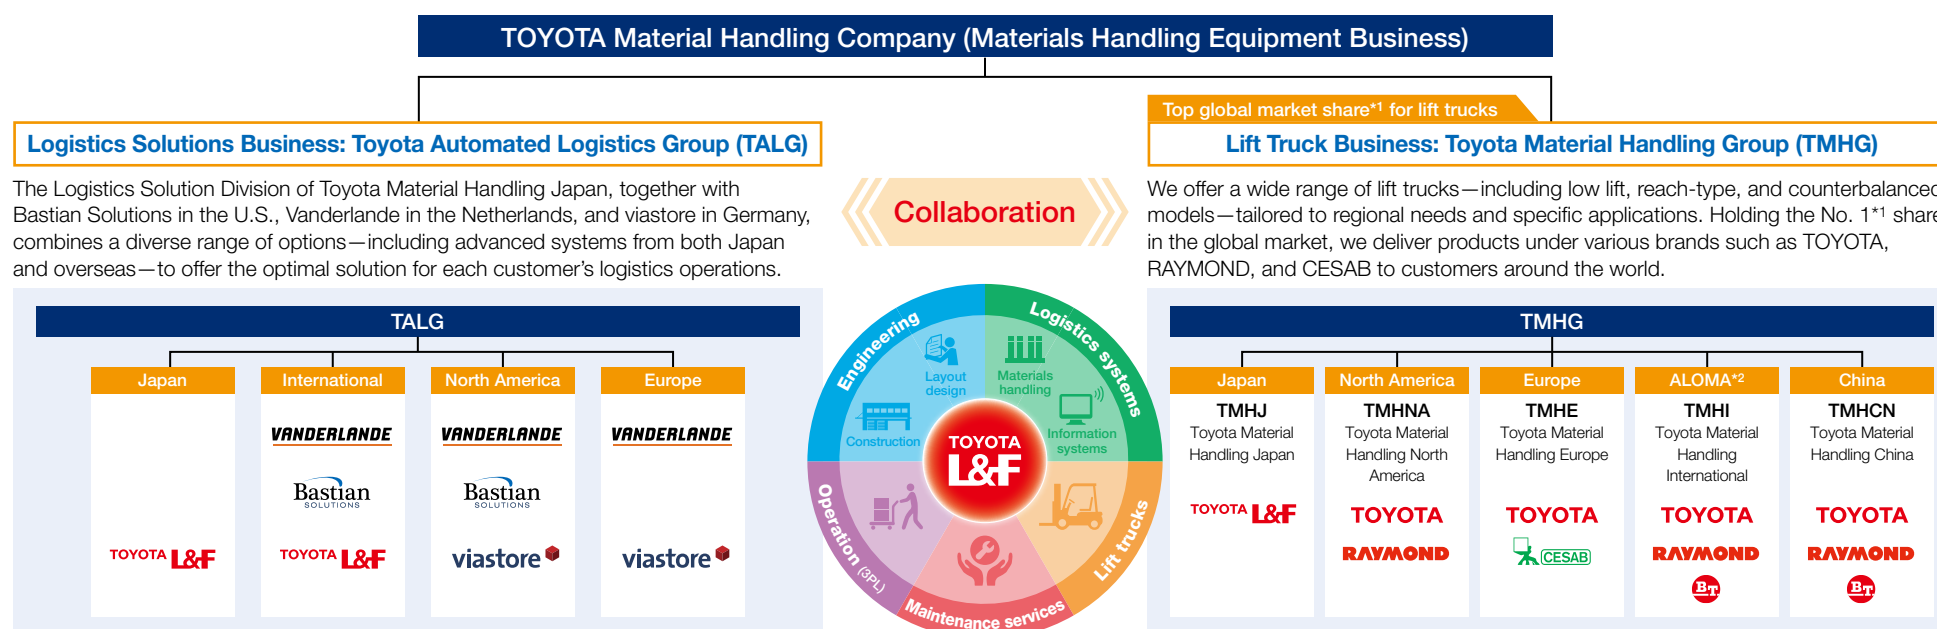 TOYOTA Material Handling Company (Materials Handling Equipment Business)
Logistics Solutions Business: Toyota Automated Logistics Group (TALG)
The Logistics Solution Division of Toyota Material Handling Japan, together with
Bastian Solutions in the U.S., Vanderlande in the Netherlands, and viastore in Germany,
combines a diverse range of options—including advanced systems from both Japan
and overseas—to offer the optimal solution for each customer's logistics operations.
TALG
Japan
TOYOTA L&F
International
VANDERLANDE
Bastian
SOLUTIONS
TOYOTA L&F
North America
VANDERLANDE
Bastian
SOLUTIONS
viastore
Europe
VANDERLANDE
viastore
Collaboration
Engineering
Layout
design
Construction
Logistics systems
Materials
handling
Information
systems
TOYOTA
L&F
Operation (3PL)
Lift trucks
Maintenance services
Top global market share*1 for lift trucks
Lift Truck Business: Toyota Material Handling Group (TMHG)
We offer a wide range of lift trucks—including low lift, reach-type, and counterbalanced
models—tailored to regional needs and specific applications. Holding the No. 1*1 share
in the global market, we deliver products under various brands such as TOYOTA,
RAYMOND, and CESAB to customers around the world.
TMHG
Japan
TMHJ
Toyota Material
Handling Japan
TOYOTA L&F
North America
TMHNA
Toyota Material
Handling North
America
TOYOTA
RAYMOND
Europe
TMHE
Toyota Material
Handling Europe
TOYOTA
CESAB
ALOMA*2
TMHI
Toyota Material
Handling
International
TOYOTA
RAYMOND
BT
China
TMHCN
Toyota Material
Handling China
TOYOTA
RAYMOND
BT